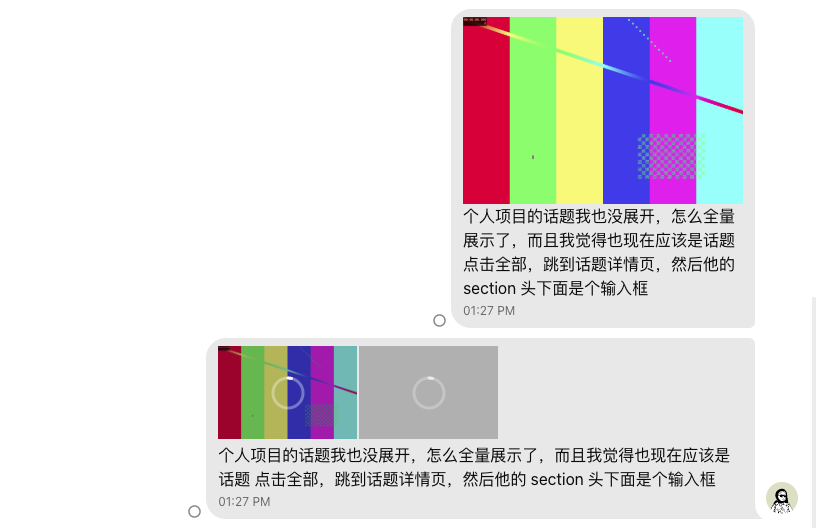 个人项目的话题我也没展开，怎么全量
展示了，而且我觉得也现在应该是话题
点击全部，跳到话题详情页，然后他的
section 头下面是个输入框
01:27 PM
个人项目的话题我也没展开，怎么全量展示了，而且我觉得也现在应该是
话题 点击全部，跳到话题详情页，然后他的 section 头下面是个输入框
01:27 PM